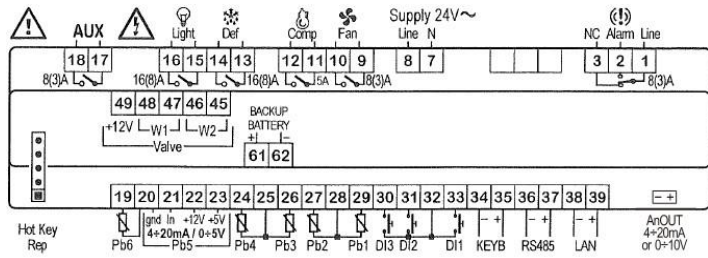 AUX Light Def Comp Fan Supply 24V~ Line N NC Alarm Line
18 17 16 15 14 13 12 11 10 9 8 7 3 2 1
8(3)A 16(8)A 16(8)A 5A 8(3)A 8(3)A
49 48 47 46 45
+12V W1 W2
Valve
BACKUP
BATTERY
+ -
61 62
19 20 21 22 23 24 25 26 27 28 29 30 31 32 33 34 35 36 37 38 39 - +
gnd In +12V +5V - + - + - +
4÷20mA / 0÷5V
Pb6 Pb5 Pb4 Pb3 Pb2 Pb1 DI3 DI2 DI1 KEYB RS485 LAN
Hot Key
Rep
AnOUT
4÷20mA
or 0÷10V